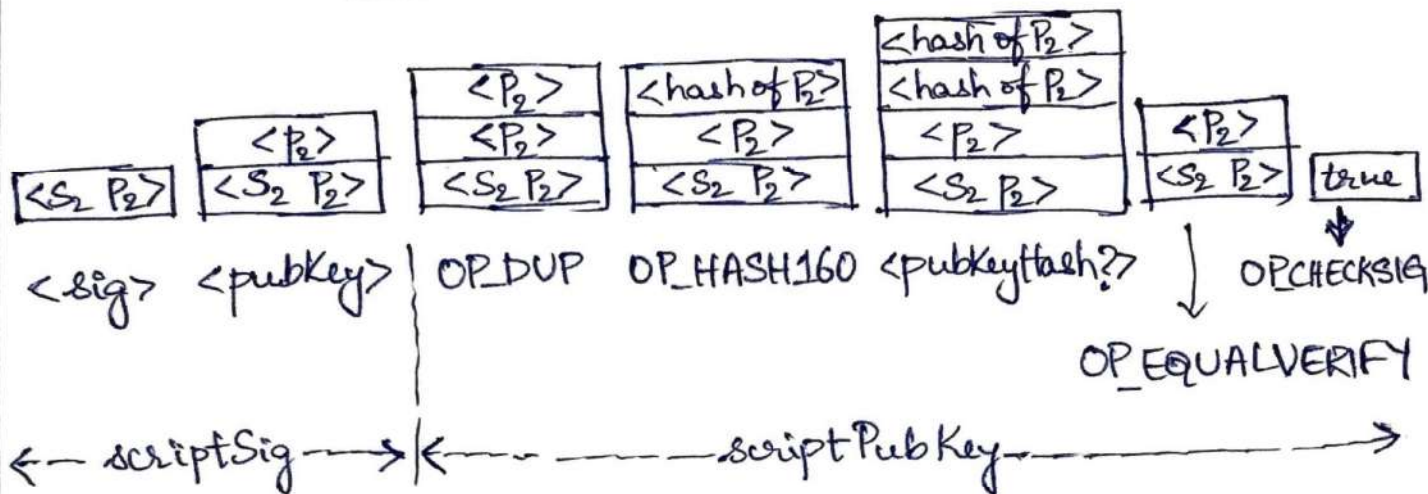 <hash of P₂>
<P₂> <hash of P₂> <hash of P₂>
<P₂> <P₂> <P₂> <P₂> <P₂> <P₂>
<S₂ P₂> <S₂ P₂> <S₂ P₂> <S₂ P₂> <S₂ P₂> <S₂ P₂> true
<sig> <pubKey> OP_DUP OP_HASH160 <pubkeyHash?> OP_CHECKSIG
OP_EQUALVERIFY
scriptSig scriptPubKey